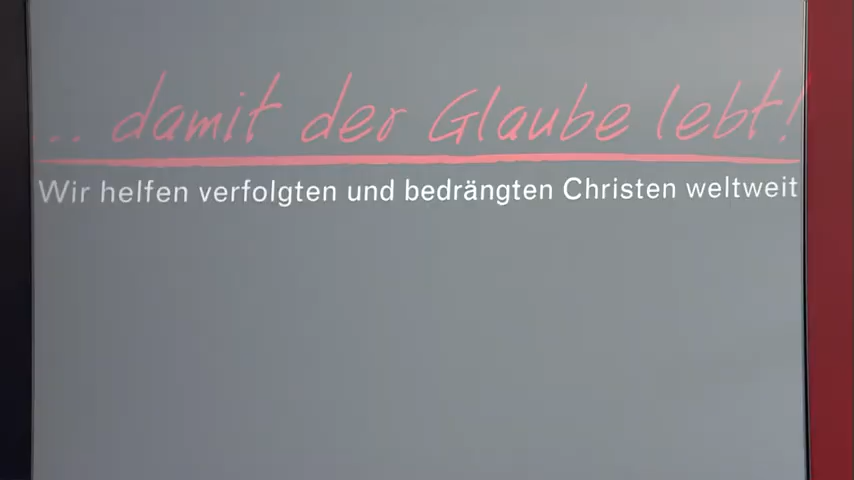 ... damit der Glaube lebt!
Wir helfen verfolgten und bedrängten Christen weltweit